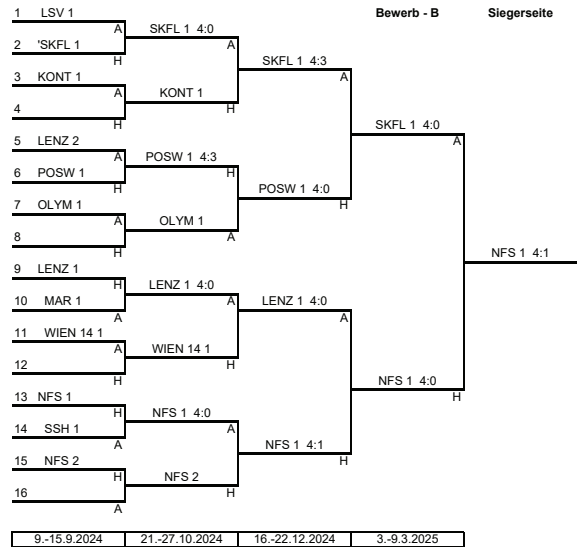 Bewerb - B Siegerseite
1 LSV 1
A
SKFL 1 4:0
2 'SKFL 1
H
A
SKFL 1 4:3
3 KONT 1
A
A
KONT 1
4
H
H
SKFL 1 4:0
5 LENZ 2
A
A
POSW 1 4:3
6 POSW 1
H
H
POSW 1 4:0
7 OLYM 1
A
H
OLYM 1
8
H
A
NFS 1 4:1
9 LENZ 1
H
LENZ 1 4:0
10 MAR 1
A
A
LENZ 1 4:0
11 WIEN 14 1
A
A
WIEN 14 1
12
H
H
NFS 1 4:0
13 NFS 1
H
H
NFS 1 4:0
14 SSH 1
A
A
NFS 1 4:1
15 NFS 2
H
H
NFS 2
16
A
H
9.-15.9.2024 21.-27.10.2024 16.-22.12.2024 3.-9.3.2025